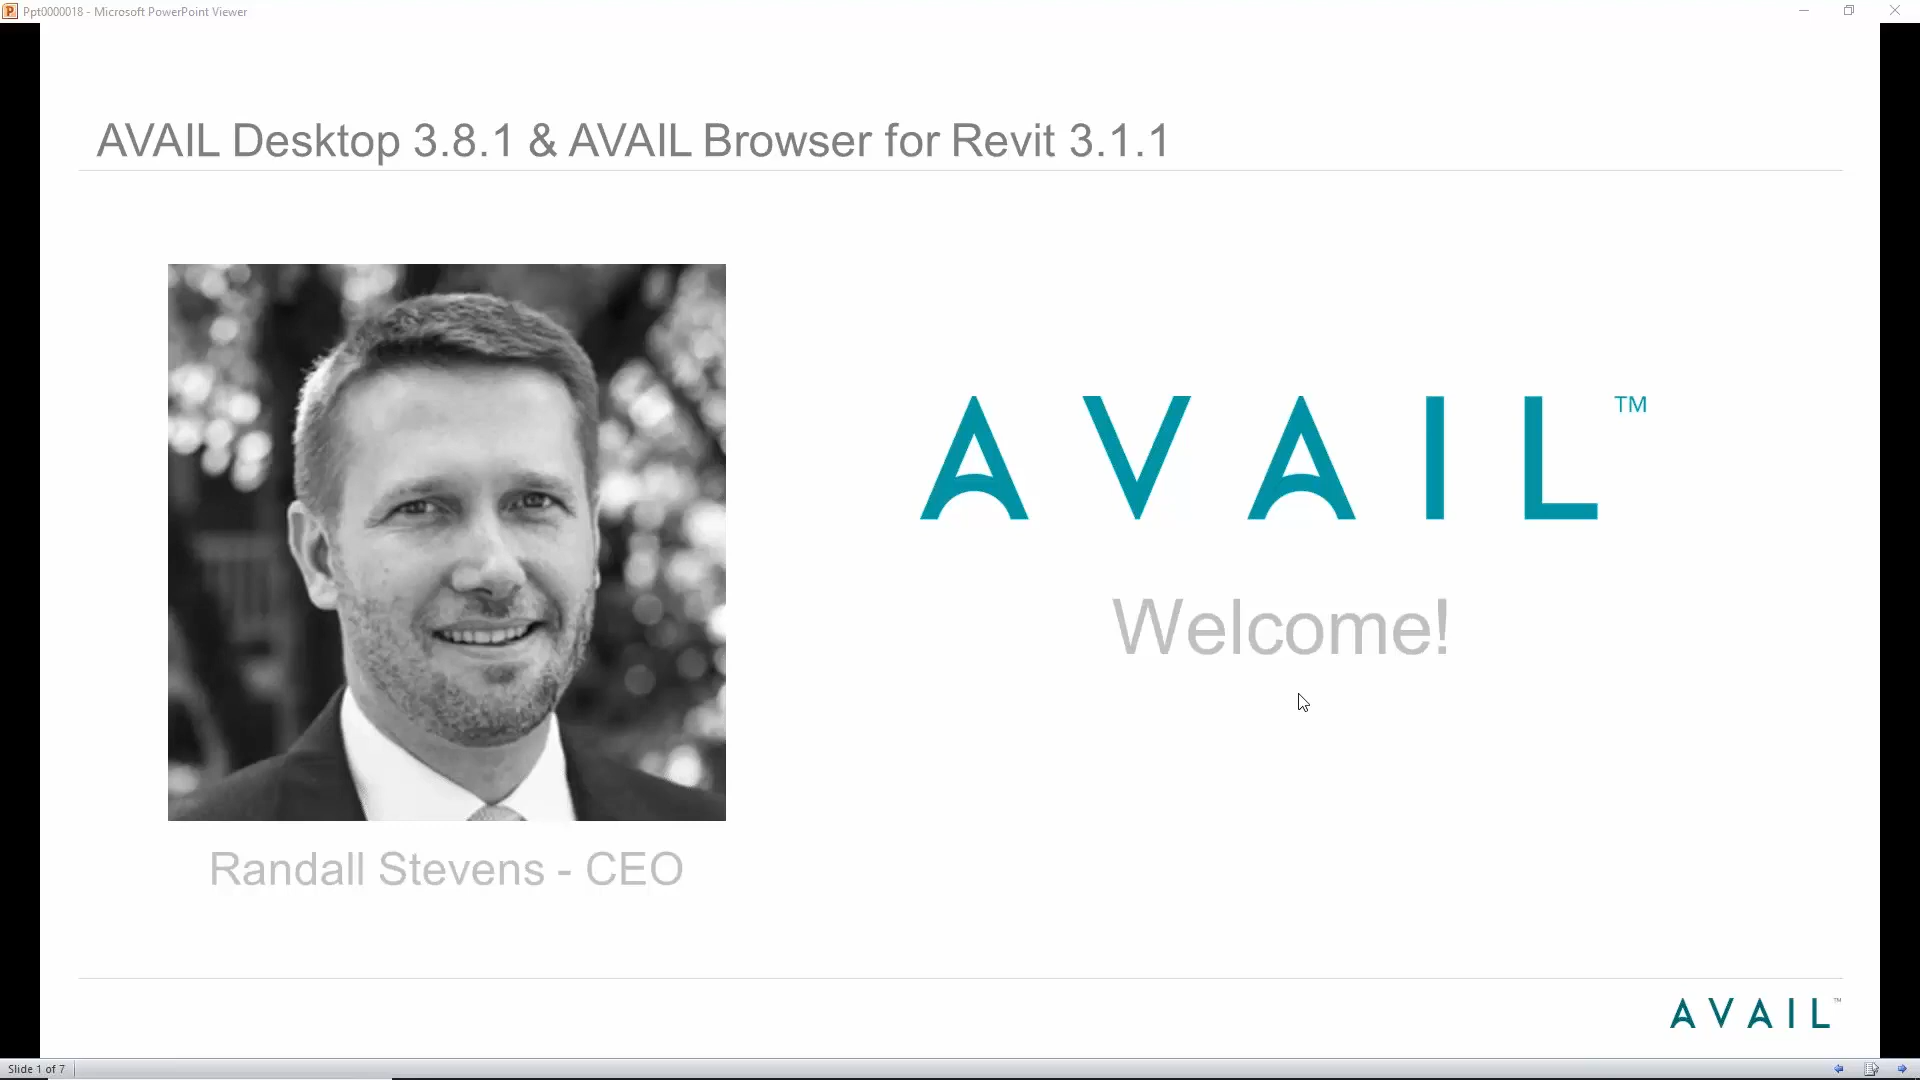 Ppt0000018 - Microsoft PowerPoint Viewer
AVAIL Desktop 3.8.1 & AVAIL Browser for Revit 3.1.1
AVAIL™
Welcome!
Randall Stevens - CEO
AVAIL™
Slide 1 of 7